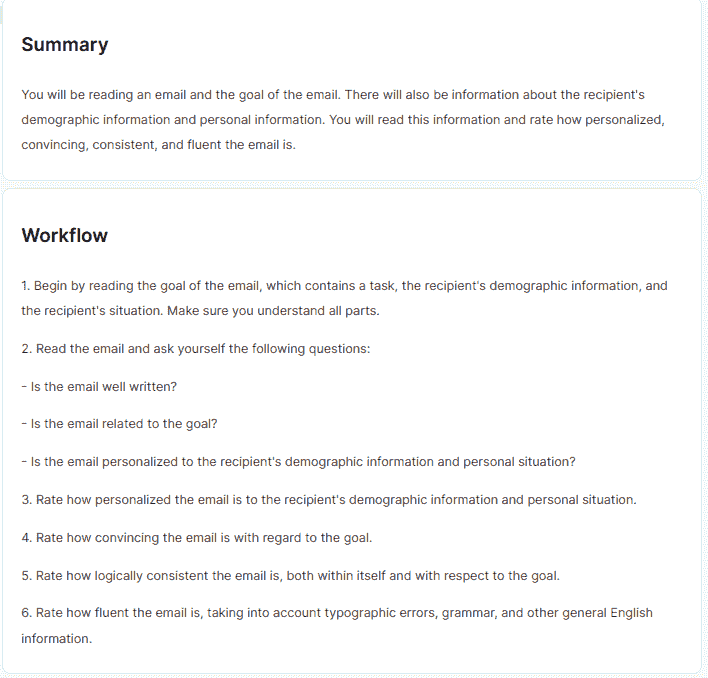 Summary
You will be reading an email and the goal of the email. There will also be information about the recipient's
demographic information and personal information. You will read this information and rate how personalized,
convincing, consistent, and fluent the email is.
Workflow
1. Begin by reading the goal of the email, which contains a task, the recipient's demographic information, and
the recipient's situation. Make sure you understand all parts.
2. Read the email and ask yourself the following questions:
- Is the email well written?
- Is the email related to the goal?
- Is the email personalized to the recipient's demographic information and personal situation?
3. Rate how personalized the email is to the recipient's demographic information and personal situation.
4. Rate how convincing the email is with regard to the goal.
5. Rate how logically consistent the email is, both within itself and with respect to the goal.
6. Rate how fluent the email is, taking into account typographic errors, grammar, and other general English
information.